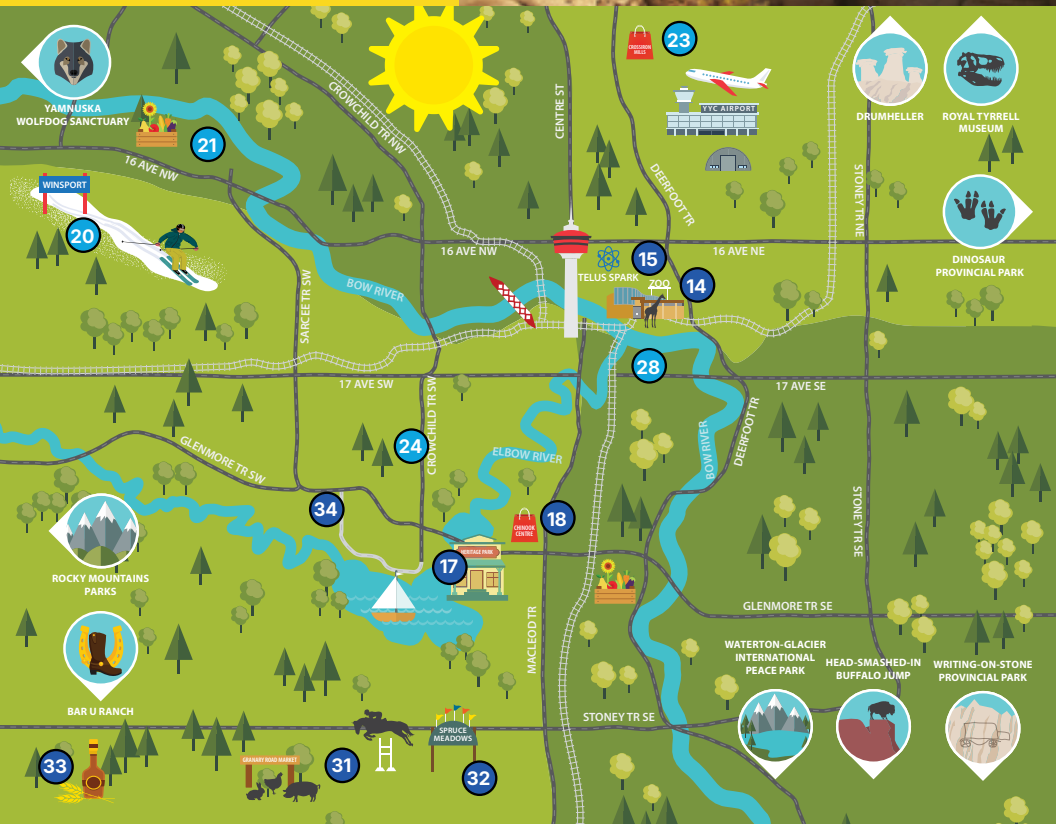 YAMNUSKA
WOLFDOG SANCTUARY
21
16 AVE NW
WINSPORT
20
CROWCHILD TR NW
CENTRE ST
CROSSIRON
MILLS
23
YYC AIRPORT
DEERFOOT TR
STONEY TR NE
DRUMHELLER
ROYAL TYRRELL
MUSEUM
DINOSAUR
PROVINCIAL PARK
16 AVE NW
16 AVE NE
15
TELUS SPARK
ZOO
14
BOW RIVER
SARCEE TR SW
28
17 AVE SW
17 AVE SE
CROWCHILD TR SW
24
ELBOW RIVER
BOW RIVER
DEERFOOT TR
GLENMORE TR SW
34
CHINOOK
CENTRE
18
STONEY TR SE
HERITAGE PARK
17
ROCKY MOUNTAINS
PARKS
MACLEOD TR
GLENMORE TR SE
WATERTON-GLACIER
INTERNATIONAL
PEACE PARK
HEAD-SMASHED-IN
BUFFALO JUMP
WRITING-ON-STONE
PROVINCIAL PARK
BAR U RANCH
STONEY TR SE
SPRUCE
MEADOWS
33
GRANARY ROAD MARKET
31
32